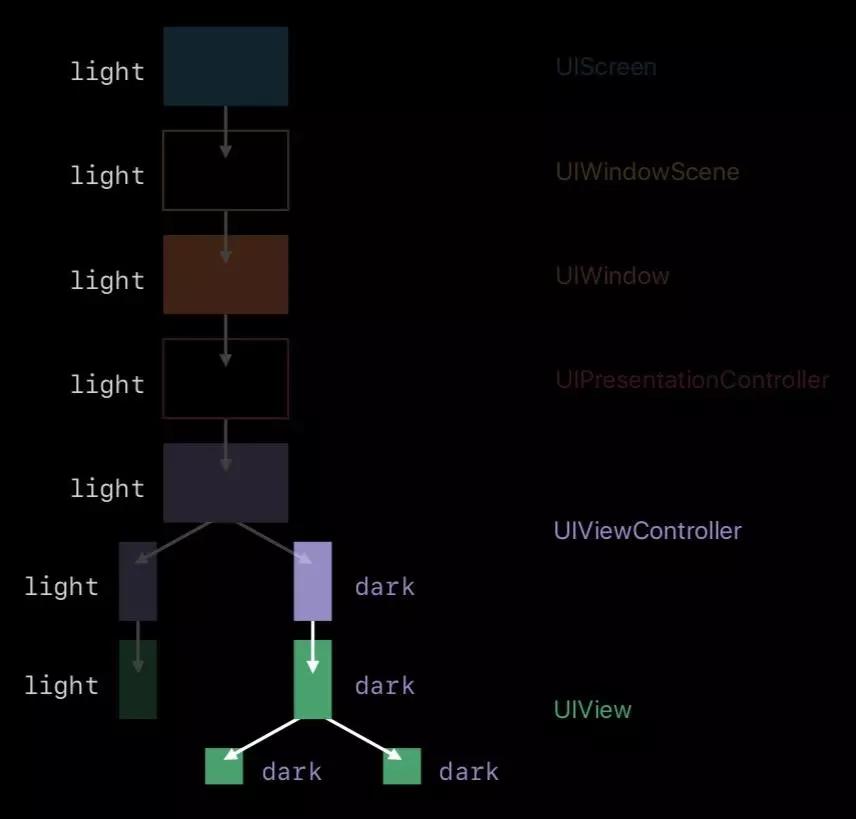 light UIScreen
light UIWindowScene
light UIWindow
light UIPresentationController
light
UIViewController
light dark
light dark
UIView
dark dark